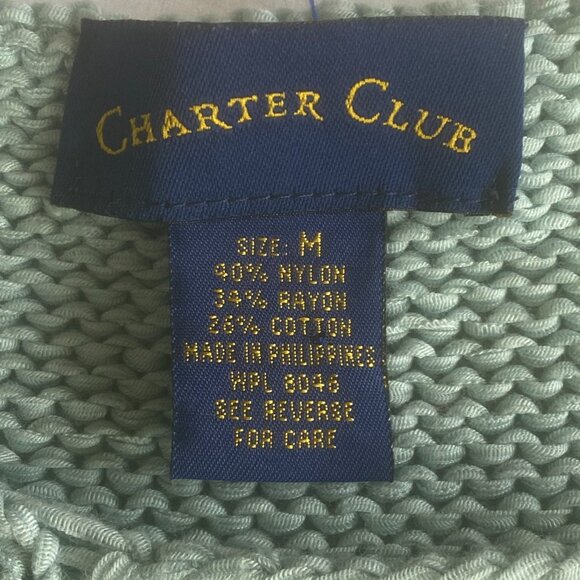 CHARTER CLUB
SIZE: M
40% NYLON
34% RAYON
26% COTTON
MADE IN PHILIPPINES
WPL 8046
SEE REVERSE
FOR CARE